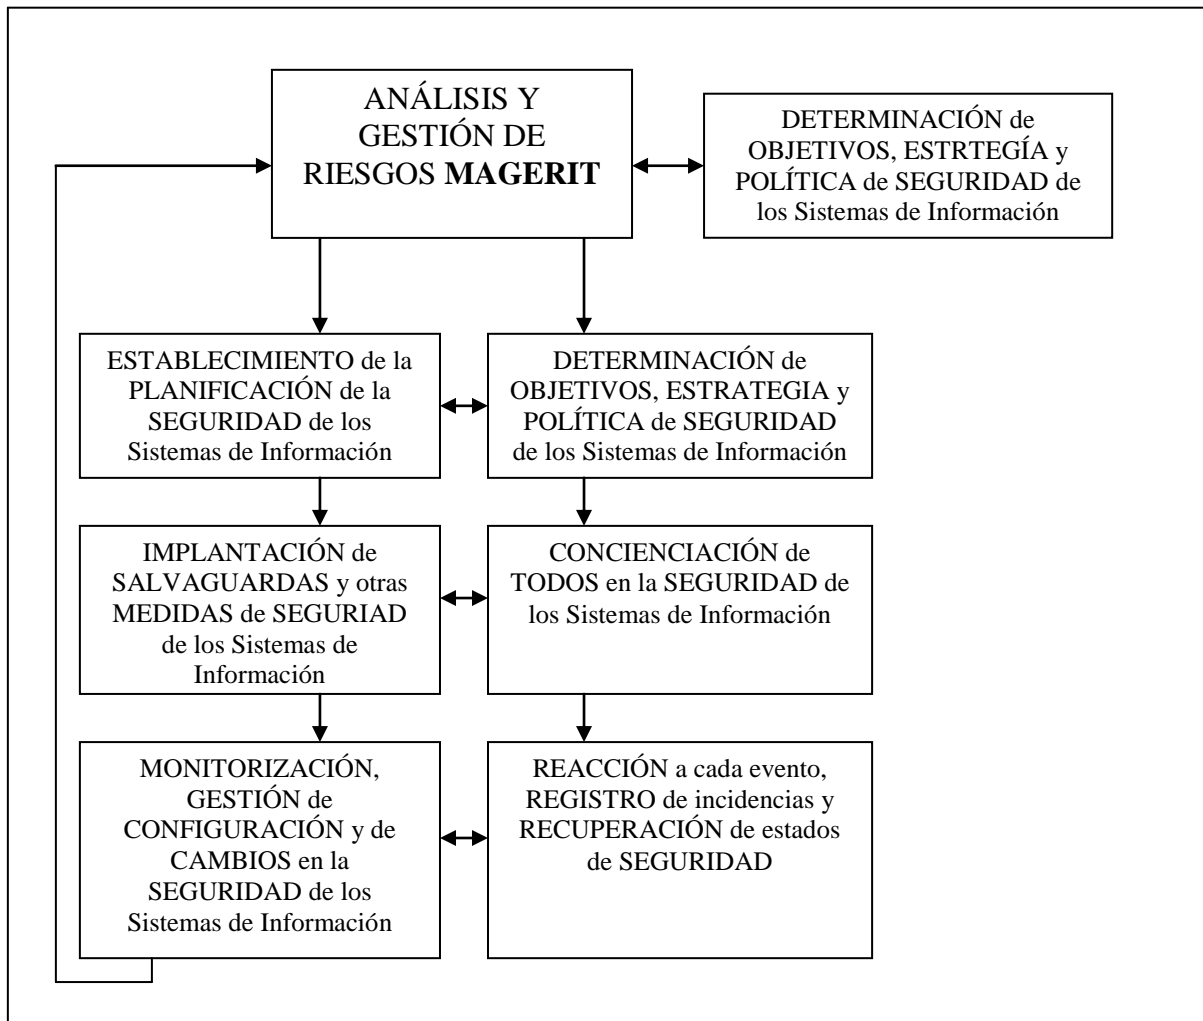 ANÁLISIS Y
GESTIÓN DE
RIESGOS MAGERIT
DETERMINACIÓN de
OBJETIVOS, ESTRTEGÍA y
POLÍTICA de SEGURIDAD de
los Sistemas de Información
ESTABLECIMIENTO de la
PLANIFICACIÓN de la
SEGURIDAD de los
Sistemas de Información
DETERMINACIÓN de
OBJETIVOS, ESTRATEGIA y
POLÍTICA de SEGURIDAD
de los Sistemas de Información
IMPLANTACIÓN de
SALVAGUARDAS y otras
MEDIDAS de SEGURIAD
de los Sistemas de
Información
CONCIENCIACIÓN de
TODOS en la SEGURIDAD de
los Sistemas de Información
MONITORIZACIÓN,
GESTIÓN de
CONFIGURACIÓN y de
CAMBIOS en la
SEGURIDAD de los
Sistemas de Información
REACCIÓN a cada evento,
REGISTRO de incidencias y
RECUPERACIÓN de estados
de SEGURIDAD